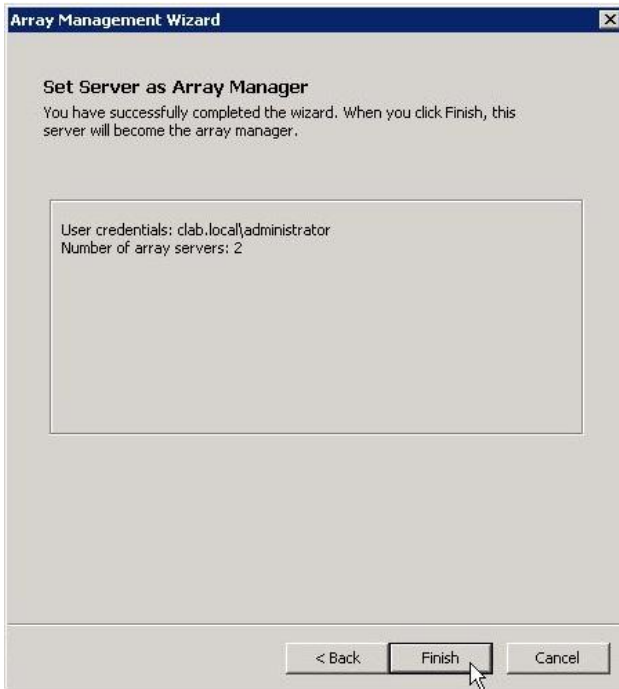 Array Management Wizard
Set Server as Array Manager
You have successfully completed the wizard. When you click Finish, this
server will become the array manager.
User credentials: clab.local\administrator
Number of array servers: 2
< Back
Finish
Cancel